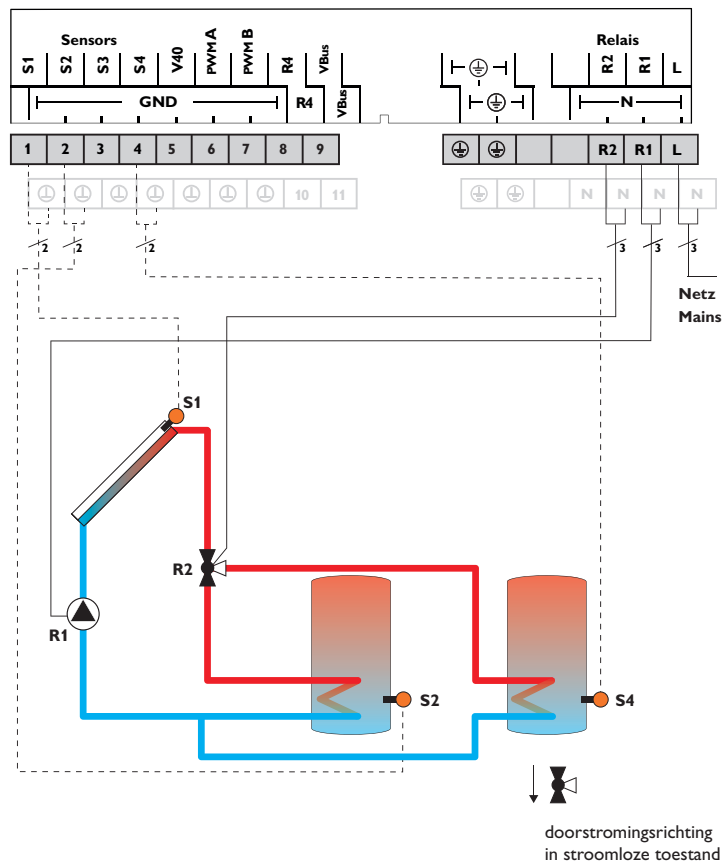 Sensors
Relais
S1 S2 S3 S4 V40 PWM A PWM B R4 VBus
R2 R1 L
GND R4 VBus
N
1 2 3 4 5 6 7 8 9
R2 R1 L
10 11
N N N N
2 2 2
3 3 3
Netz
Mains
S1
R2
R1
S2
S4
doorstromingsrichting
in stroomloze toestand